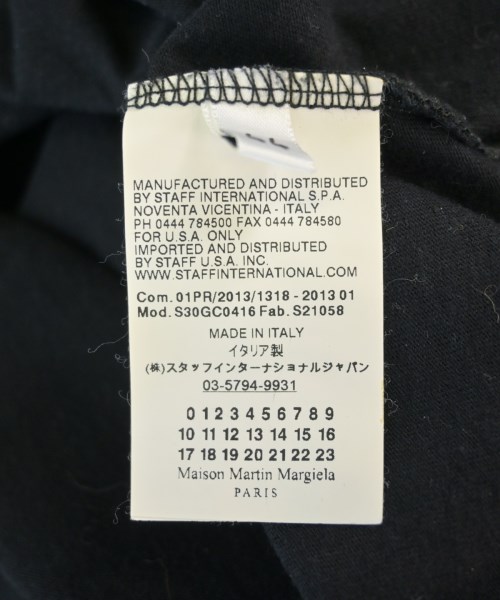 MANUFACTURED AND DISTRIBUTED
BY STAFF INTERNATIONAL S.P.A.
NOVENTA VICENTINA - ITALY
PH 0444 784500 FAX 0444 784580
FOR U.S.A. ONLY
IMPORTED AND DISTRIBUTED
BY STAFF U.S.A. INC.
WWW.STAFFINTERNATIONAL.COM
Com. 01PR/2013/1318 - 2013 01
Mod. S30GC0416 Fab. S21058
MADE IN ITALY
イタリア製
(株)スタッフインターナショナルジャパン
03-5794-9931
0 1 2 3 4 5 6 7 8 9
10 11 12 13 14 15 16
17 18 19 20 21 22 23
Maison Martin Margiela
PARIS